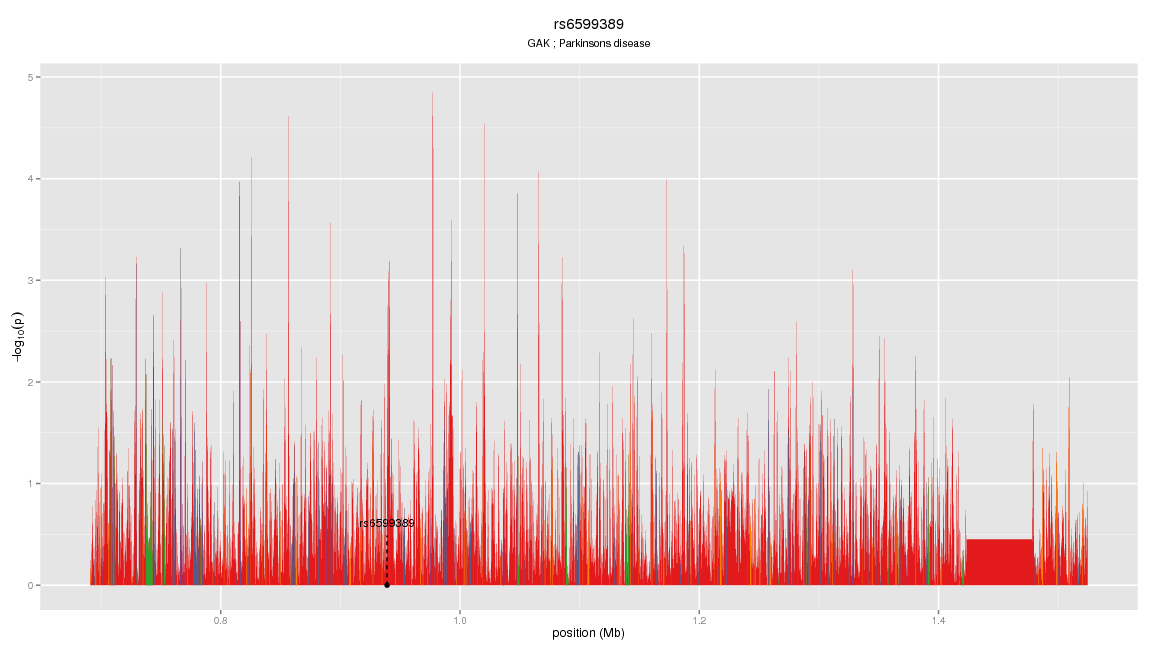 rs6599389
GAK ; Parkinsons disease
5
4
3
2
1
0
−log10(p)
rs6599389
0.8
1.0
1.2
1.4
position (Mb)